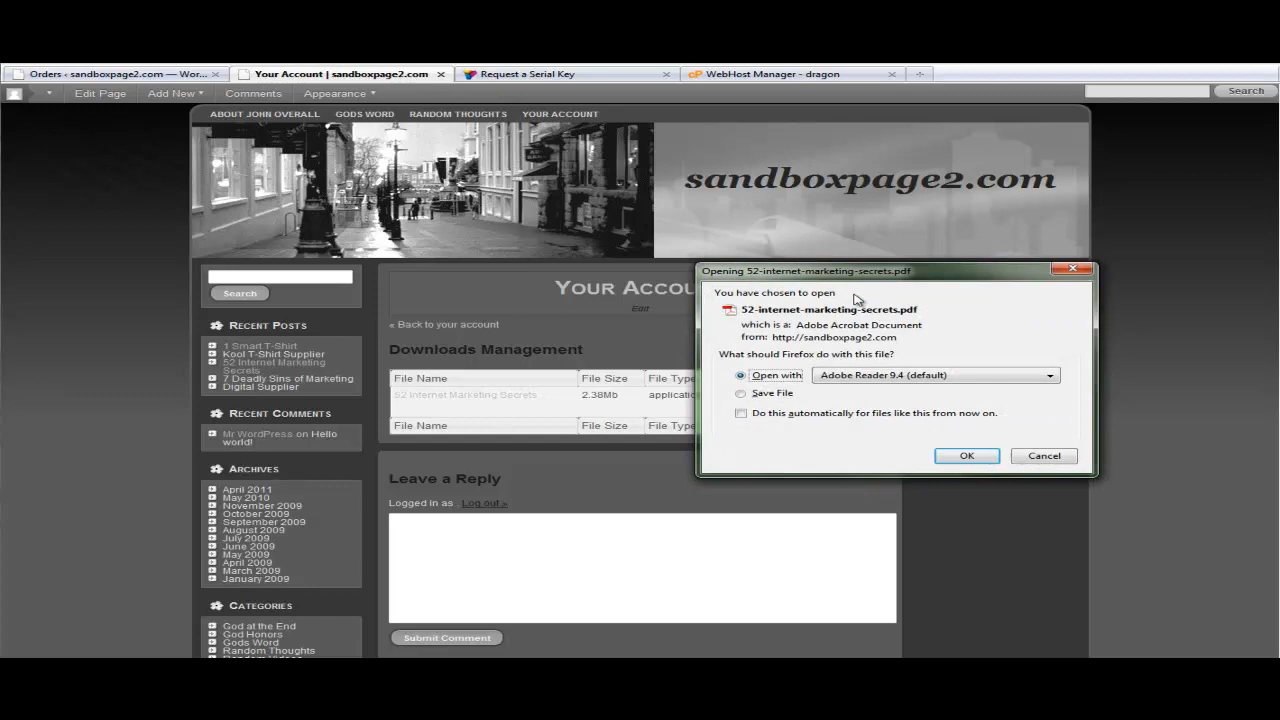 Orders ‹ sandboxpage2.com — Wor...
Your Account | sandboxpage2.com
Request a Serial Key
cP WebHost Manager - dragon
Edit Page Add New Comments Appearance
Search
ABOUT JOHN OVERALL GODS WORD RANDOM THOUGHTS YOUR ACCOUNT
sandboxpage2.com
Search
RECENT POSTS
1 Smart T-Shirt
Kool T-Shirt Supplier
52 Internet Marketing
Secrets
7 Deadly Sins of Marketing
Digital Supplier
RECENT COMMENTS
Mr WordPress on Hello
world!
ARCHIVES
April 2011
May 2010
November 2009
October 2009
September 2009
August 2009
July 2009
June 2009
May 2009
April 2009
March 2009
January 2009
CATEGORIES
God at the End
God Honors
Gods Word
Random Thoughts
Random Videos
YOUR ACCOU
Edit
« Back to your account
Downloads Management
File Name File Size File Type
52 Internet Marketing Secrets 2.38Mb applicatio
File Name File Size File Typ
Leave a Reply
Logged in as Log out »
Submit Comment
Opening 52-internet-marketing-secrets.pdf
You have chosen to open
52-internet-marketing-secrets.pdf
which is a: Adobe Acrobat Document
from: http://sandboxpage2.com
What should Firefox do with this file?
Open with Adobe Reader 9.4 (default)
Save File
Do this automatically for files like this from now on.
OK Cancel